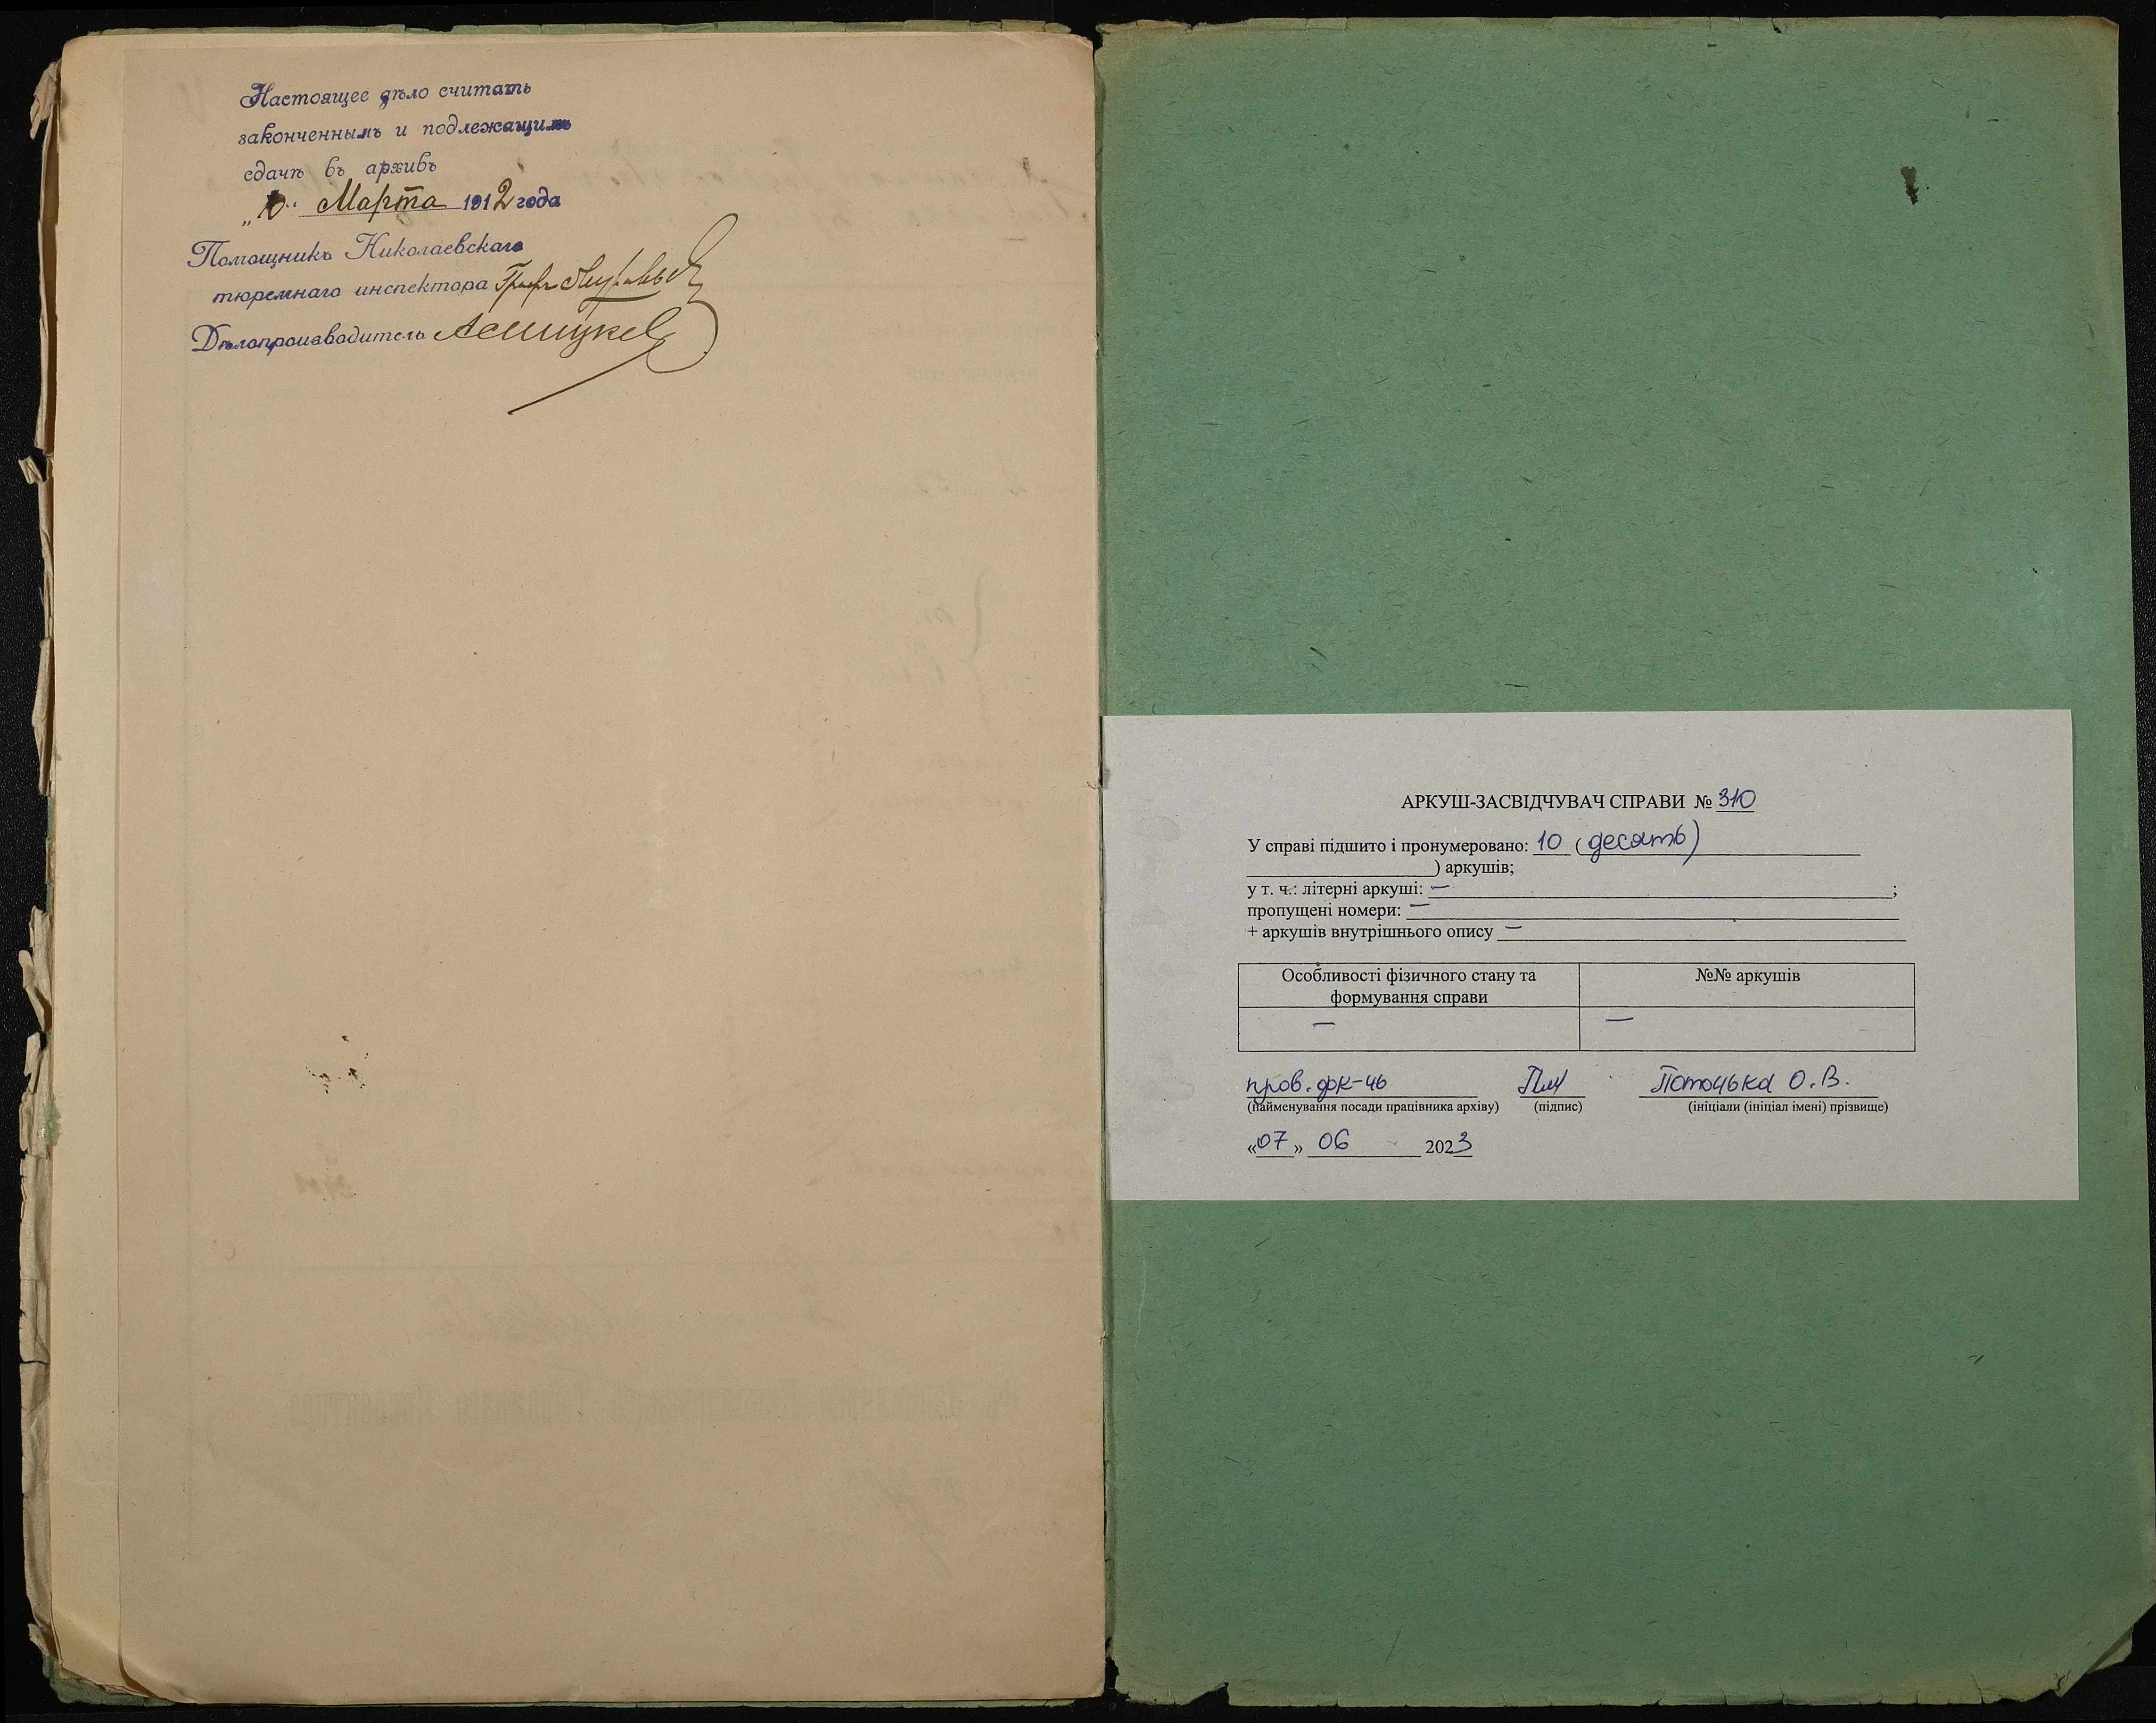 Настоящее дѣло считать
законченнымъ и подлежащимъ
сдачѣ въ архивъ
„10“ Марта 1912 года
Помощникъ Николаевскаго
тюремнаго инспектора Графъ
Дѣлопроизводитель
АРКУШ-ЗАСВІДЧУВАЧ СПРАВИ № 310
У справі підшито і пронумеровано: 10 (десять)
) аркушів;
у т. ч.: літерні аркуші: — ;
пропущені номери: —
+ аркушів внутрішнього опису —
Особливості фізичного стану та
формування справи
№№ аркушів
— —
пров. фк-ць Потоцька О.В.
(найменування посади працівника архіву) (підпис) (ініціали (ініціал імені) прізвище)
«07» 06 2023